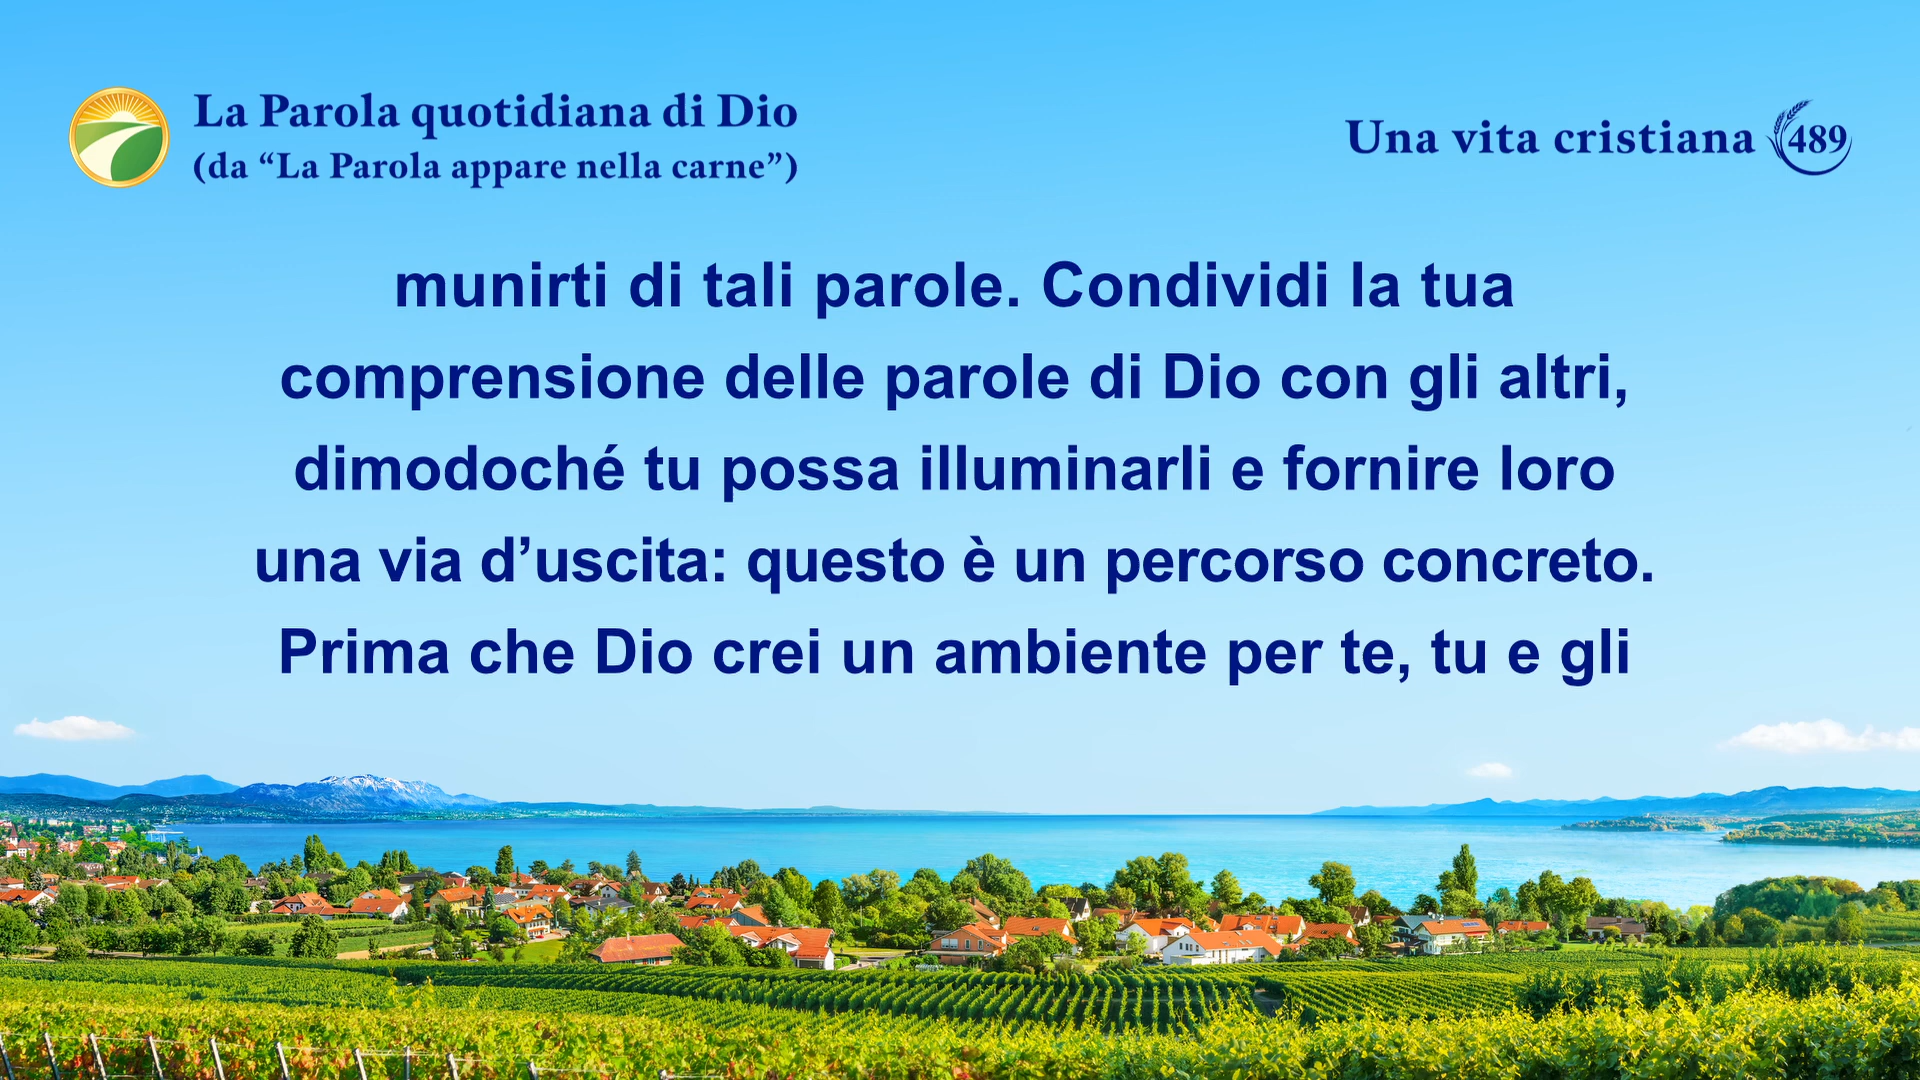 La Parola quotidiana di Dio
(da “La Parola appare nella carne”)
Una vita cristiana 489
munirti di tali parole. Condividi la tua
comprensione delle parole di Dio con gli altri,
dimodoché tu possa illuminarli e fornire loro
una via d’uscita: questo è un percorso concreto.
Prima che Dio crei un ambiente per te, tu e gli